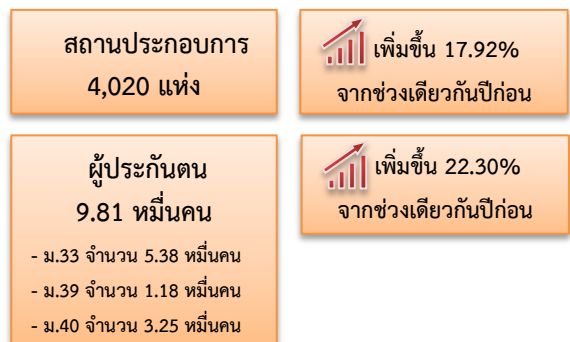 สถานประกอบการ
4,020 แห่ง
เพิ่มขึ้น 17.92%
จากช่วงเดียวกันปีก่อน
ผู้ประกันตน
9.81 หมื่นคน
- ม.33 จำนวน 5.38 หมื่นคน
- ม.39 จำนวน 1.18 หมื่นคน
- ม.40 จำนวน 3.25 หมื่นคน
เพิ่มขึ้น 22.30%
จากช่วงเดียวกันปีก่อน